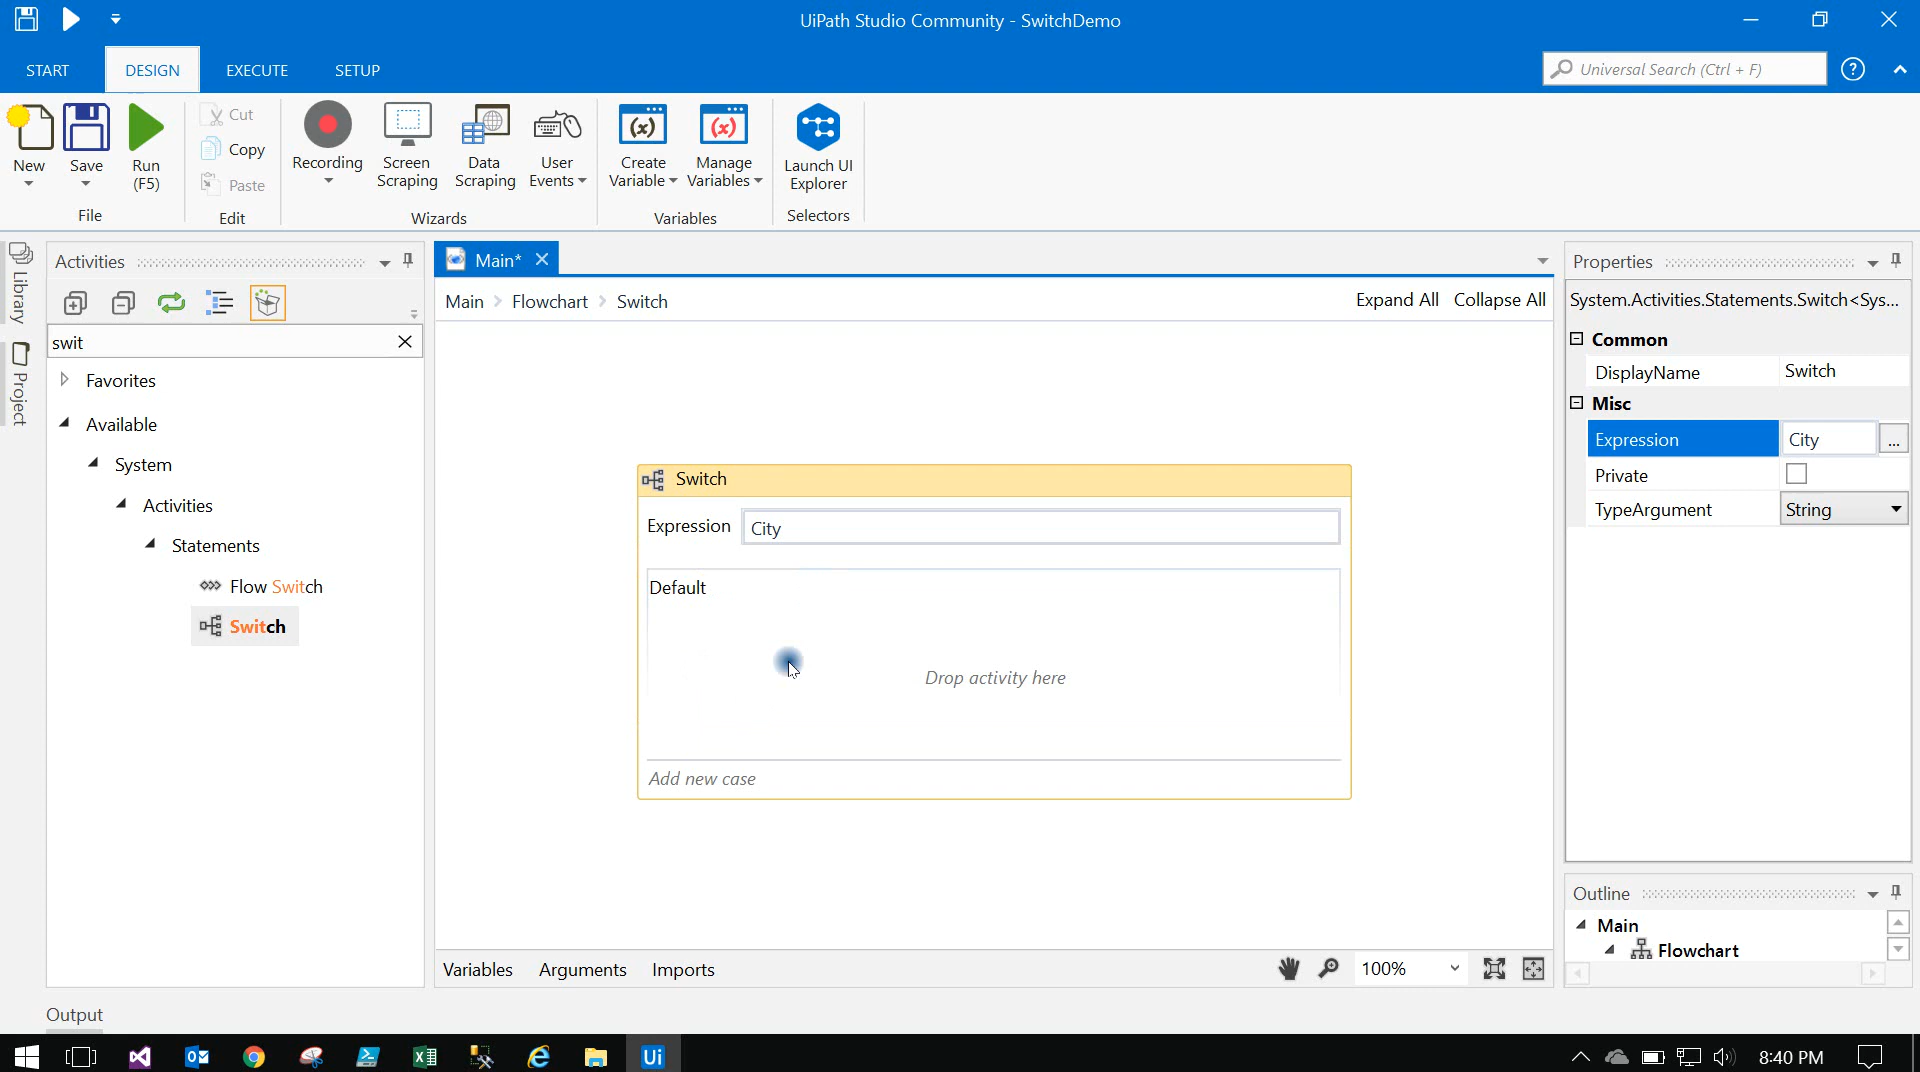 UiPath Studio Community - SwitchDemo
START
DESIGN
EXECUTE
SETUP
Universal Search (Ctrl + F)
?
New
Save
Run
(F5)
File
Cut
Copy
Paste
Edit
Recording
Screen
Scraping
Data
Scraping
User
Events
Wizards
(x)
Create
Variable
(x)
Manage
Variables
Variables
Launch UI
Explorer
Selectors
Library
Project
Activities
swit
Favorites
Available
System
Activities
Statements
Flow Switch
Switch
Main*
Main > Flowchart > Switch
Expand All
Collapse All
Switch
Expression
City
Default
Drop activity here
Add new case
Variables
Arguments
Imports
100%
Properties
System.Activities.Statements.Switch<Sys...
Common
DisplayName
Switch
Misc
Expression
City
...
Private
TypeArgument
String
Outline
Main
Flowchart
Output
Ui
8:40 PM